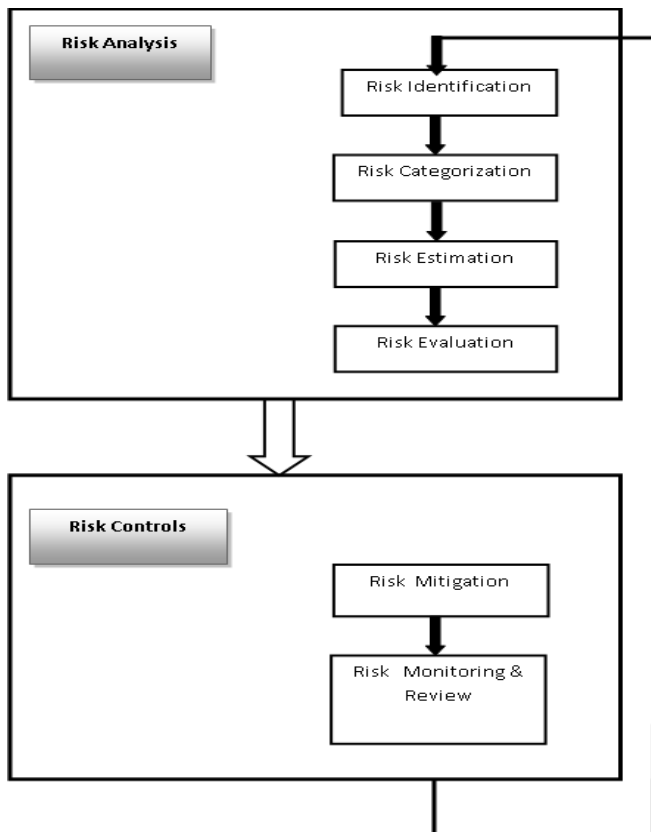 Risk Analysis
Risk Identification
Risk Categorization
Risk Estimation
Risk Evaluation
Risk Controls
Risk Mitigation
Risk Monitoring &
Review